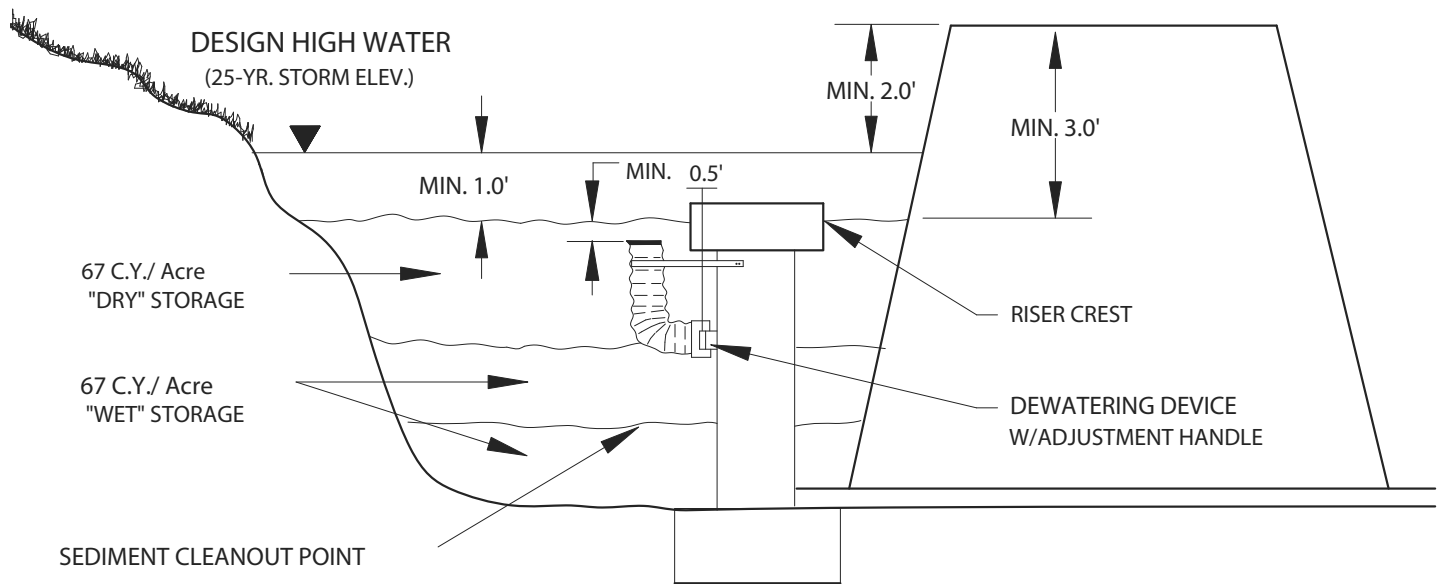 DESIGN HIGH WATER
(25-YR. STORM ELEV.)
MIN. 2.0'
MIN. 3.0'
MIN. 1.0'
MIN. 0.5'
67 C.Y./ Acre
"DRY" STORAGE
RISER CREST
67 C.Y./ Acre
"WET" STORAGE
DEWATERING DEVICE
W/ADJUSTMENT HANDLE
SEDIMENT CLEANOUT POINT